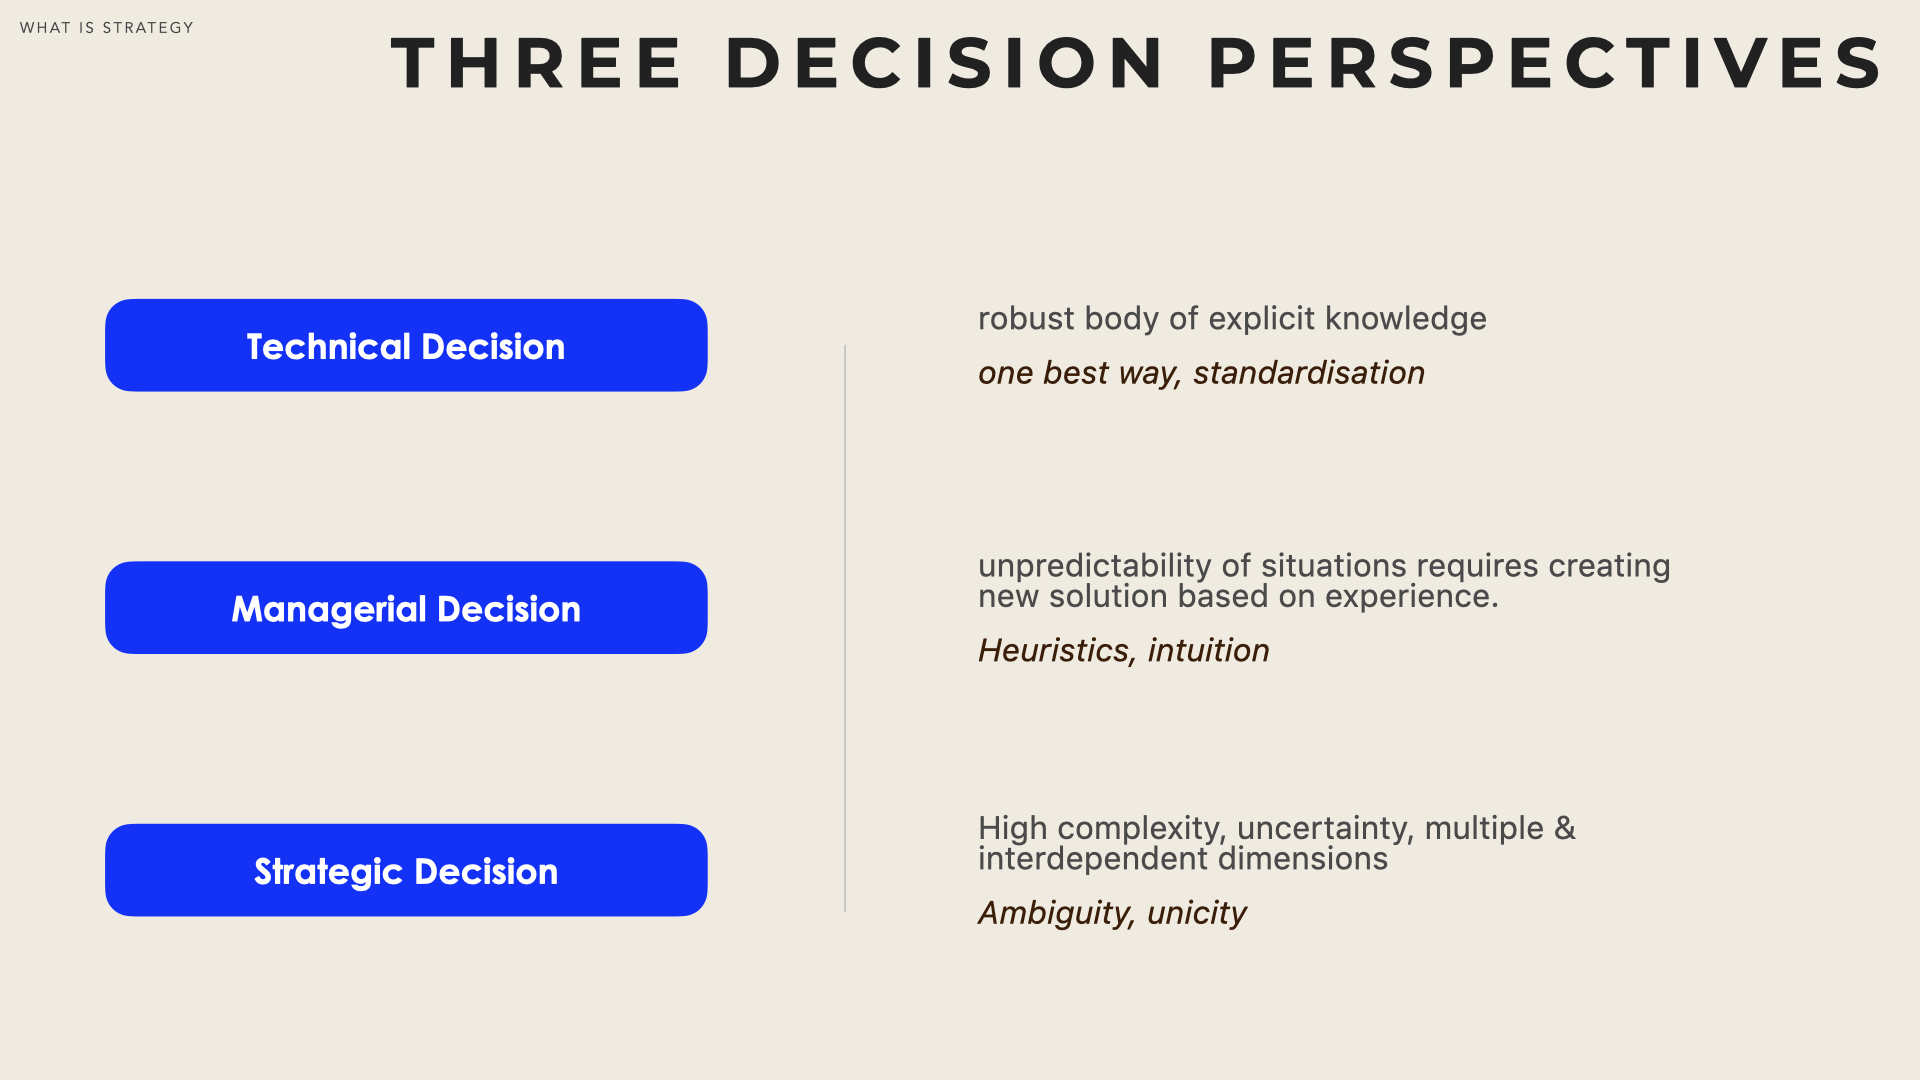 WHAT IS STRATEGY
THREE DECISION PERSPECTIVES
Technical Decision
robust body of explicit knowledge
one best way, standardisation
Managerial Decision
unpredictability of situations requires creating
new solution based on experience.
Heuristics, intuition
Strategic Decision
High complexity, uncertainty, multiple &
interdependent dimensions
Ambiguity, unicity